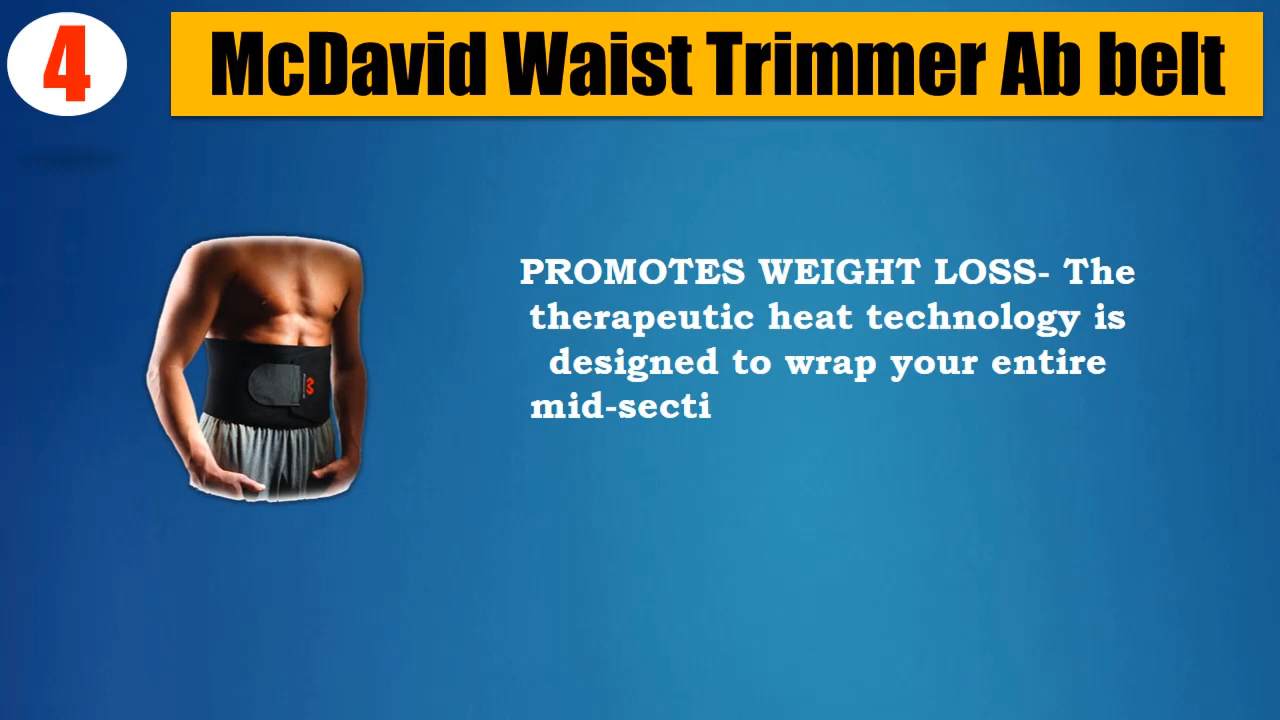 4
McDavid Waist Trimmer Ab belt
PROMOTES WEIGHT LOSS- The
therapeutic heat technology is
designed to wrap your entire
mid-secti